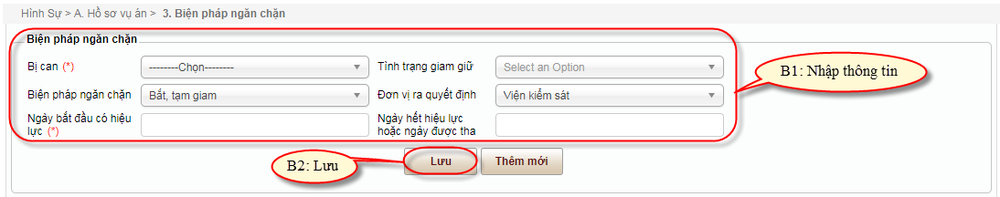 Hình Sự > A. Hồ sơ vụ án > 3. Biện pháp ngăn chặn
Biện pháp ngăn chặn
Bị can (*) --------Chọn-------- Tình trạng giam giữ Select an Option
B1: Nhập thông tin
Biện pháp ngăn chặn Bắt, tạm giam Đơn vị ra quyết định Viện kiểm sát
Ngày bắt đầu có hiệu lực (*) Ngày hết hiệu lực hoặc ngày được tha
B2: Lưu Lưu Thêm mới